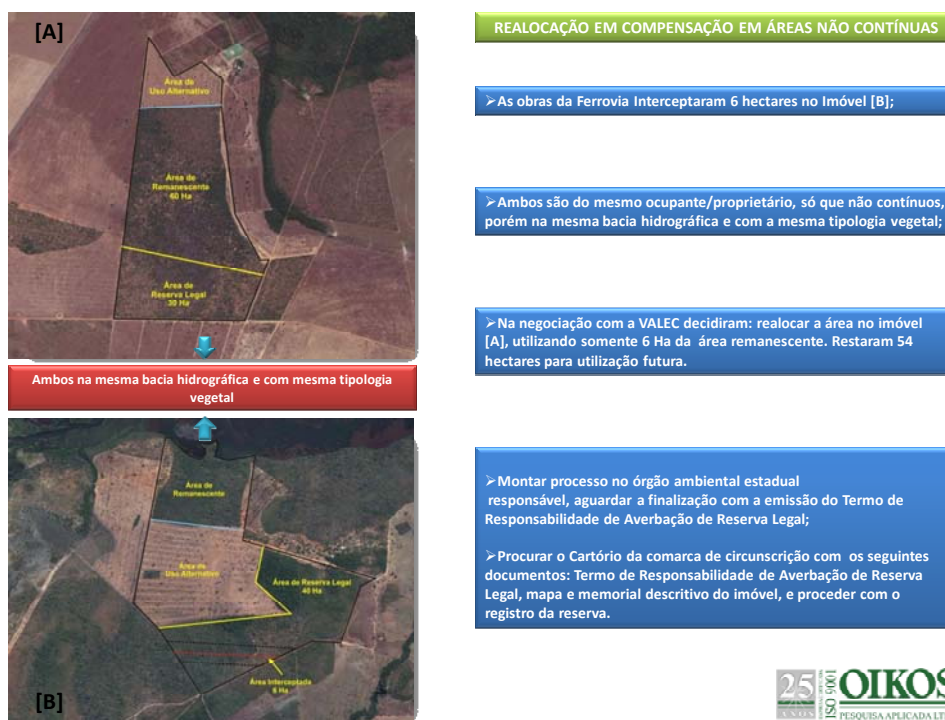 [A]
Área de
Uso Alternativo
Área de
Remanescente
60 Ha
Área de
Reserva Legal
30 Ha
Ambos na mesma bacia hidrográfica e com mesma tipologia
vegetal
Área de
Remanescente
Área de
Uso Alternativo
Área de Reserva Legal
40 Ha
Área Interceptada
6 Ha
[B]
REALOCAÇÃO EM COMPENSAÇÃO EM ÁREAS NÃO CONTÍNUAS
➢As obras da Ferrovia Interceptaram 6 hectares no Imóvel [B];
➢Ambos são do mesmo ocupante/proprietário, só que não contínuos,
porém na mesma bacia hidrográfica e com a mesma tipologia vegetal;
➢Na negociação com a VALEC decidiram: realocar a área no imóvel
[A], utilizando somente 6 Ha da área remanescente. Restaram 54
hectares para utilização futura.
➢Montar processo no órgão ambiental estadual
responsável, aguardar a finalização com a emissão do Termo de
Responsabilidade de Averbação de Reserva Legal;
➢Procurar o Cartório da comarca de circunscrição com os seguintes
documentos: Termo de Responsabilidade de Averbação de Reserva
Legal, mapa e memorial descritivo do imóvel, e proceder com o
registro da reserva.
25
ANOS
ISO 9001
OIKOS
PESQUISA APLICADA LT